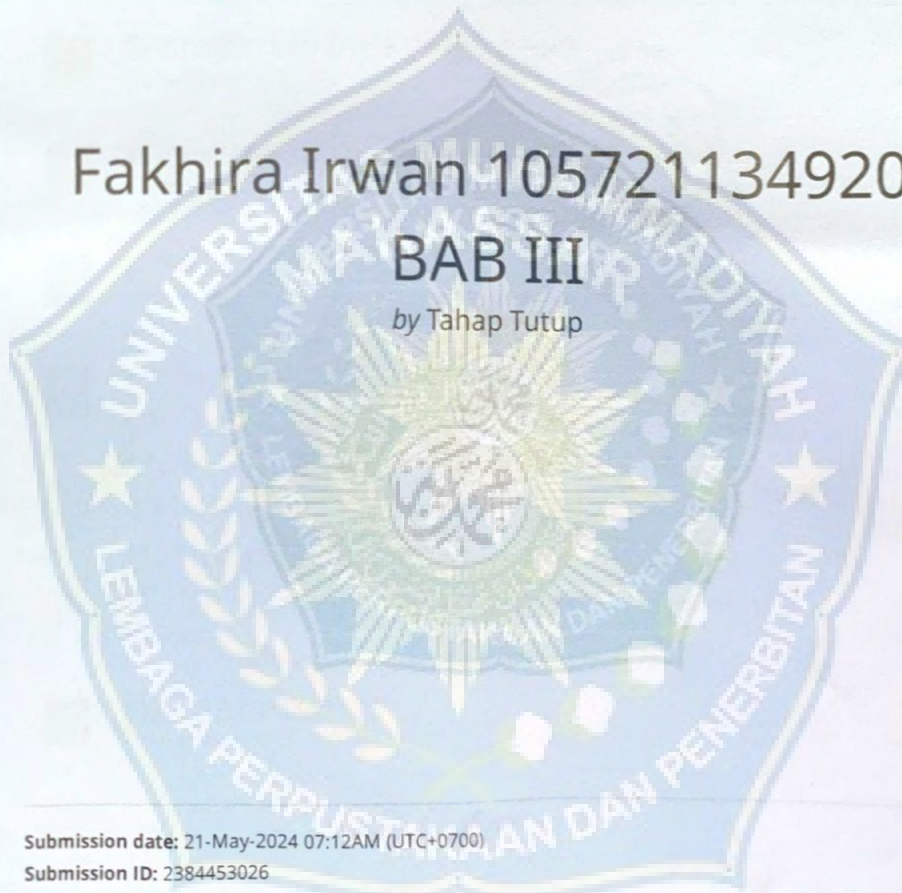 Fakhira Irwan 105721134920
BAB III
by Tahap Tutup
UNIVERSITAS MUHAMMADIYAH
MAKASSAR
LEMBAGA PERPUSTAKAAN DAN PENERBITAN
Submission date: 21-May-2024 07:12AM (UTC+0700)
Submission ID: 2384453026